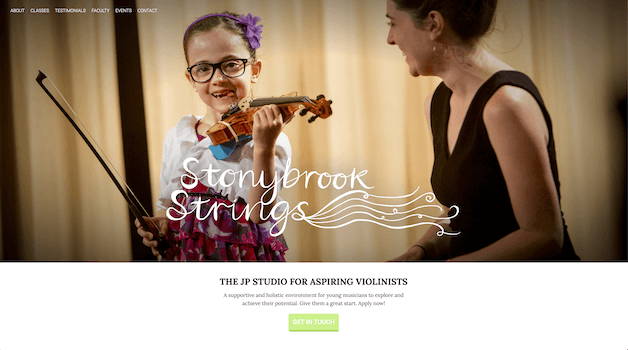 ABOUT CLASSES TESTIMONIALS FACULTY EVENTS CONTACT
Stonybrook
Strings
THE JP STUDIO FOR ASPIRING VIOLINISTS
A supportive and holistic environment for young musicians to explore and
achieve their potential. Give them a great start. Apply now!
GET IN TOUCH